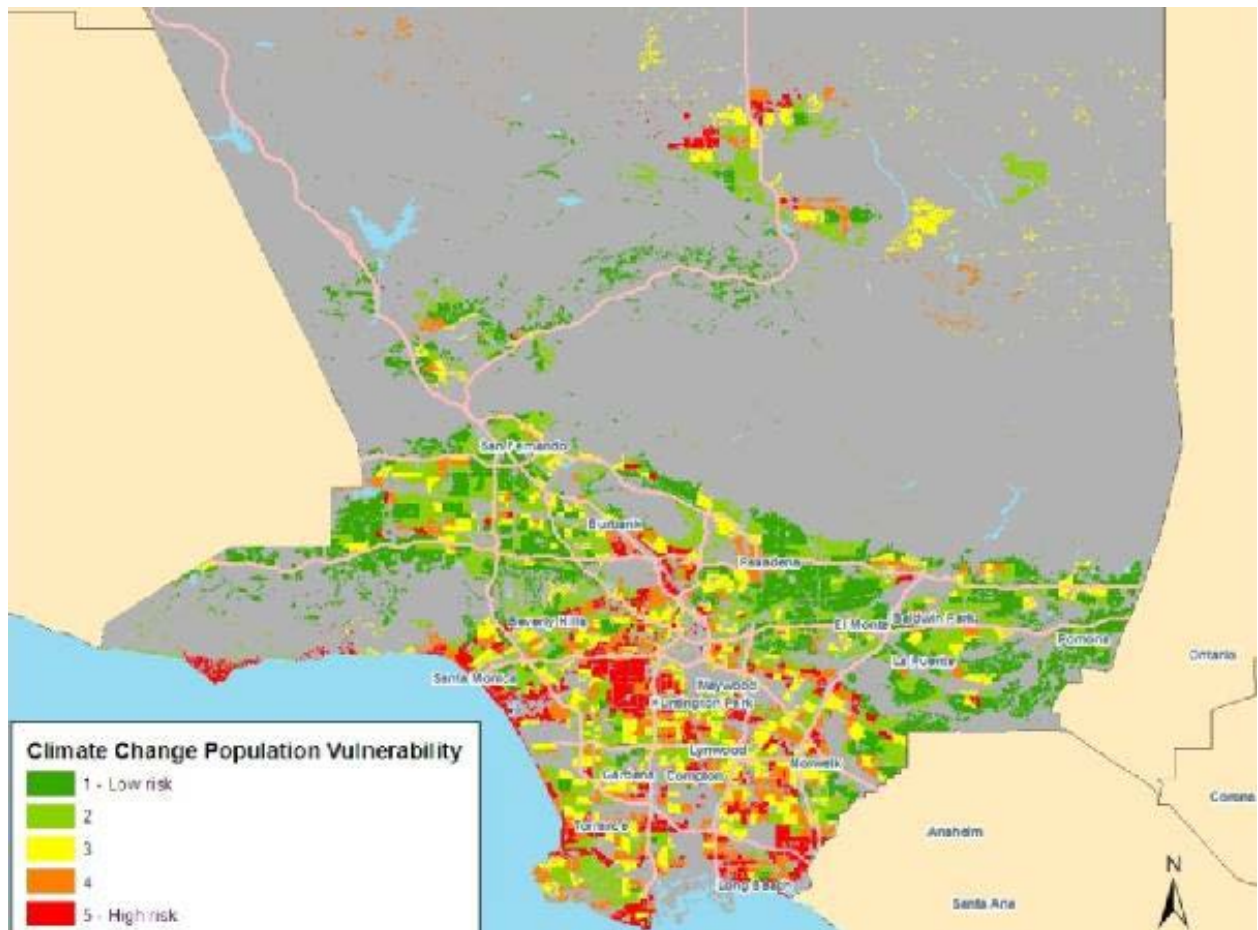 San Fernando
Burbank
Pasadena
Beverly Hills
El Monte
Baldwin Park
Pomona
La Puente
Ontario
Santa Monica
Maywood
Huntington Park
Lynwood
Norwalk
Gardena
Compton
Corona
Torrance
Anaheim
Long Beach
Santa Ana
N
Climate Change Population Vulnerability
1 - Low risk
2
3
4
5 - High risk